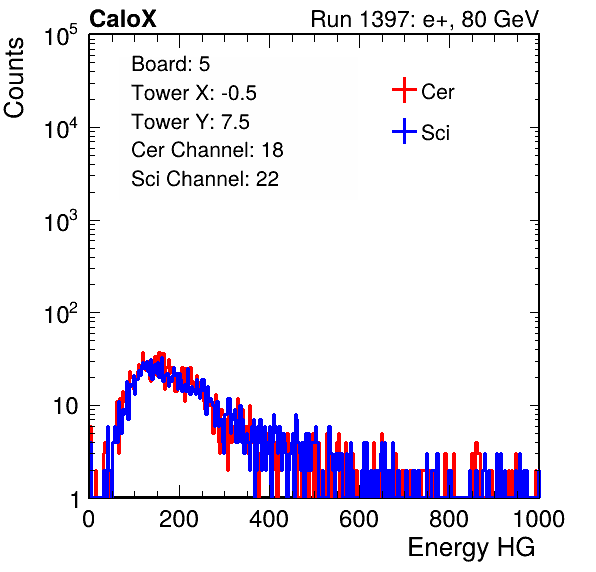 CaloX Run 1397: e+, 80 GeV
Counts
10^5
10^4
10^3
10^2
10
1
Board: 5
Tower X: -0.5
Tower Y: 7.5
Cer Channel: 18
Sci Channel: 22
Cer
Sci
0 200 400 600 800 1000
Energy HG